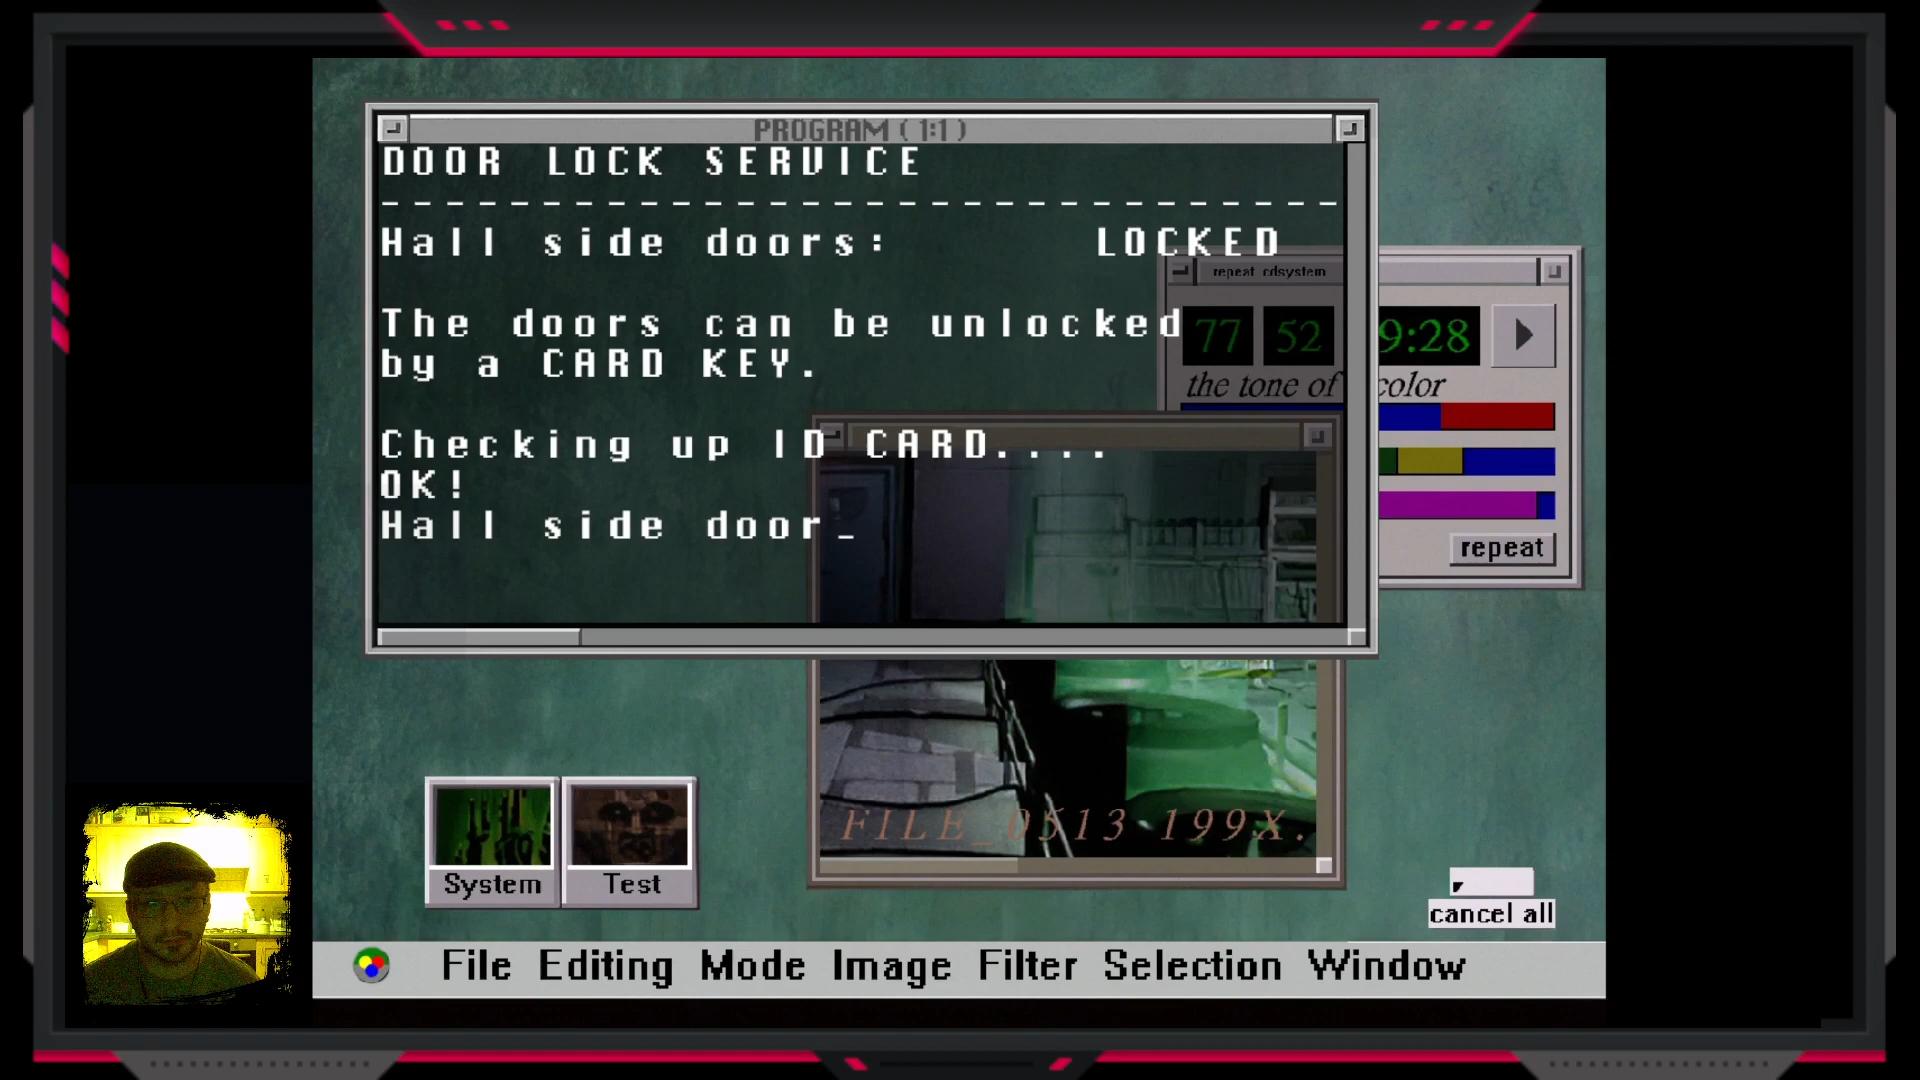 PROGRAM ( 1:1 )
DOOR LOCK SERVICE
------------------------------
Hall side doors: LOCKED
The doors can be unlocked
by a CARD KEY.
Checking up ID CARD....
OK!
Hall side door_
repeat cdsystem
77 52 9:28
the tone of color
repeat
FILE_0513 199X.
System Test
cancel all
File Editing Mode Image Filter Selection Window